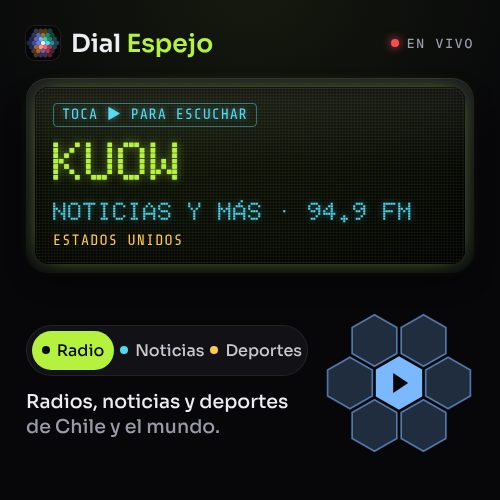 Dial Espejo
EN VIVO
TOCA ▶ PARA ESCUCHAR
KUOW
NOTICIAS Y MÁS · 94.9 FM
ESTADOS UNIDOS
Radio Noticias Deportes
Radios, noticias y deportes
de Chile y el mundo.